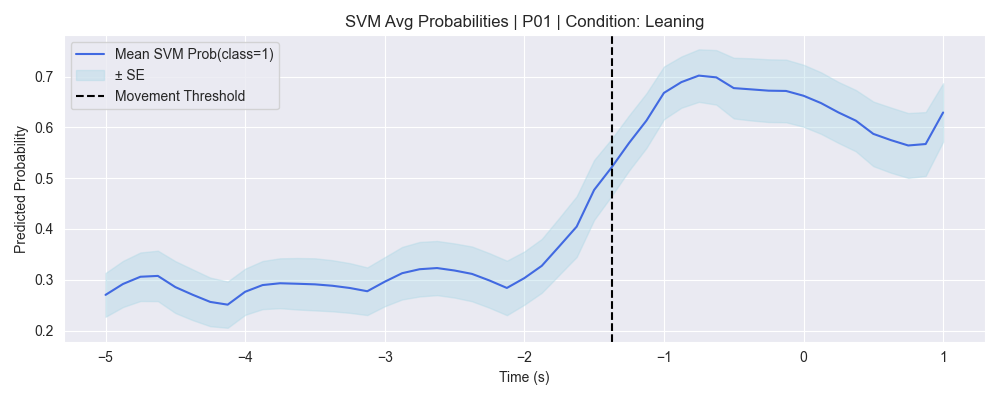 SVM Avg Probabilities | P01 | Condition: Leaning
Mean SVM Prob(class=1)
± SE
Movement Threshold
Predicted Probability
0.7
0.6
0.5
0.4
0.3
0.2
−5
−4
−3
−2
−1
0
1
Time (s)